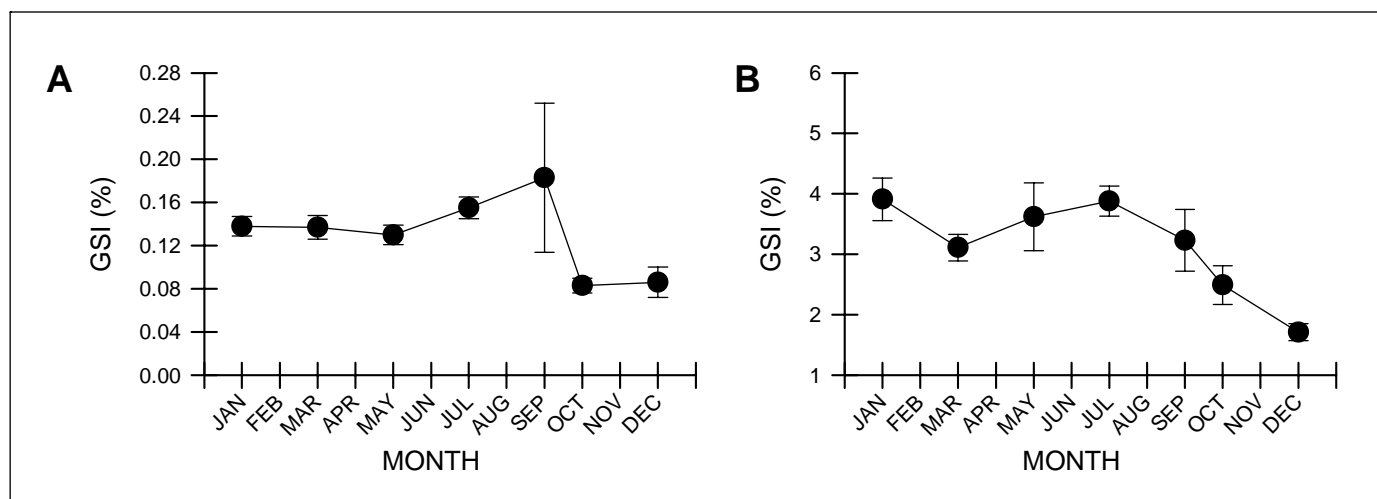 A
GSI (%)
0.28
0.24
0.20
0.16
0.12
0.08
0.04
0.00
JAN FEB MAR APR MAY JUN JUL AUG SEP OCT NOV DEC
MONTH
B
GSI (%)
6
5
4
3
2
1
JAN FEB MAR APR MAY JUN JUL AUG SEP OCT NOV DEC
MONTH